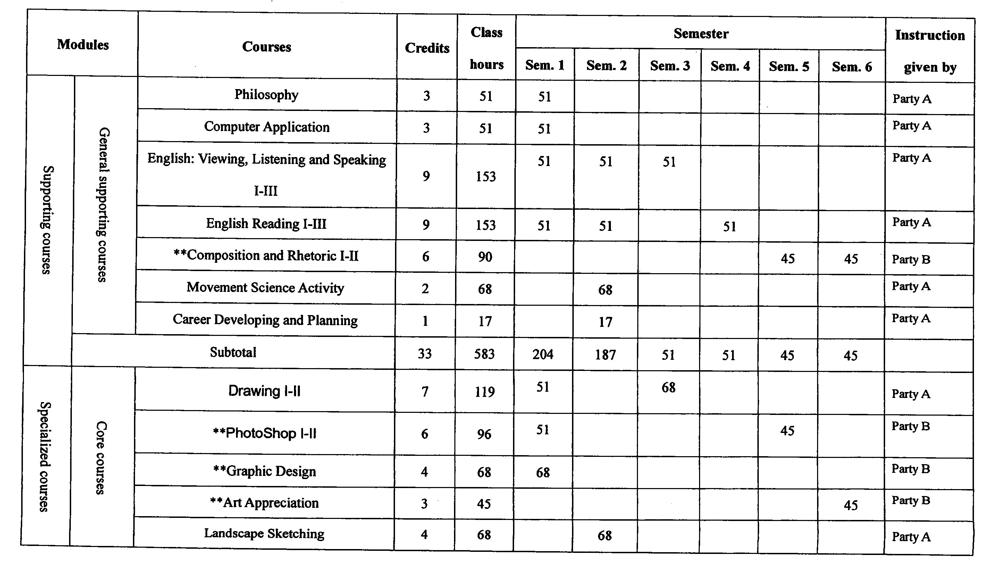 Modules Courses Credits Class hours Semester Instruction given by
Sem. 1 Sem. 2 Sem. 3 Sem. 4 Sem. 5 Sem. 6
Supporting courses
General supporting courses
Philosophy 3 51 51 Party A
Computer Application 3 51 51 Party A
English: Viewing, Listening and Speaking
I-III 9 153 51 51 51 Party A
English Reading I-III 9 153 51 51 51 Party A
**Composition and Rhetoric I-II 6 90 45 45 Party B
Movement Science Activity 2 68 68 Party A
Career Developing and Planning 1 17 17 Party A
Subtotal 33 583 204 187 51 51 45 45
Specialized courses
Core courses
Drawing I-II 7 119 51 68 Party A
**PhotoShop I-II 6 96 51 45 Party B
**Graphic Design 4 68 68 Party B
**Art Appreciation 3 45 45 Party B
Landscape Sketching 4 68 68 Party A